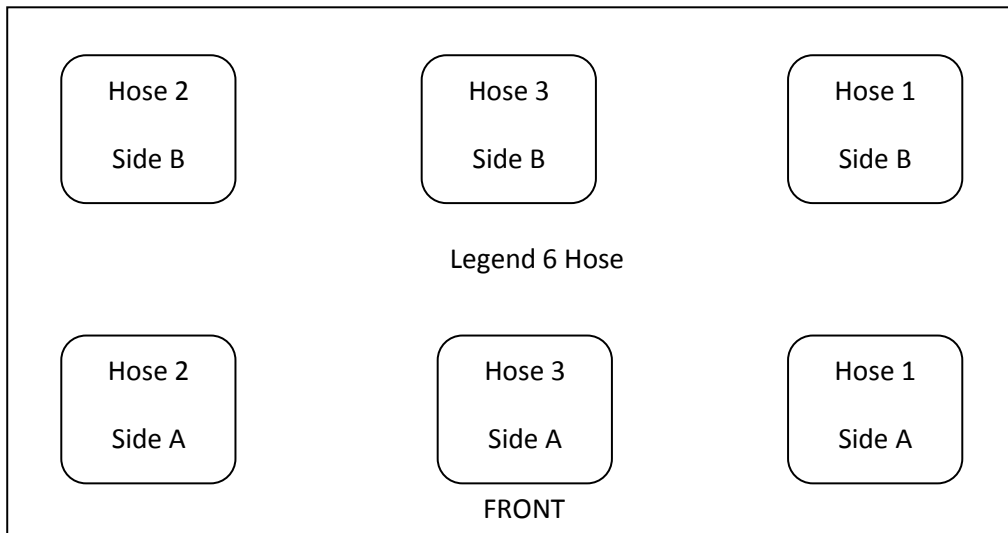 Hose 2
Side B
Hose 3
Side B
Hose 1
Side B
Legend 6 Hose
Hose 2
Side A
Hose 3
Side A
Hose 1
Side A
FRONT